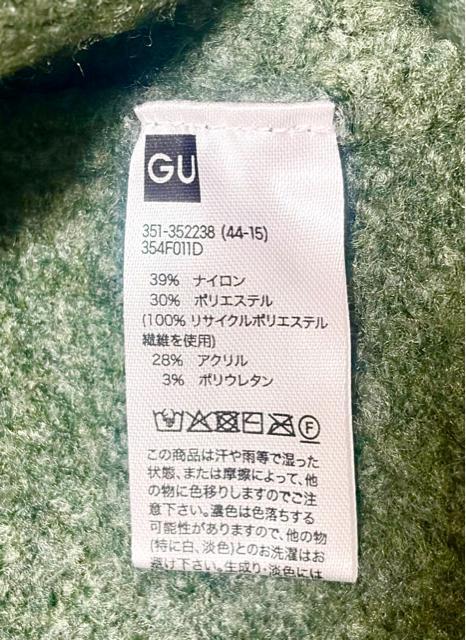 GU
351-352238 (44-15)
354F011D
39% ナイロン
30% ポリエステル
(100% リサイクルポリエステル
繊維を使用)
28% アクリル
3% ポリウレタン
F
この商品は汗や雨等で湿った
状態、または摩擦によって、他
の物に色移りしますのでご注
意下さい。濃色は色落ちする
可能性がありますので、他の物
(特に白、淡色)とのお洗濯はお
避け下さい。生成り・淡色には